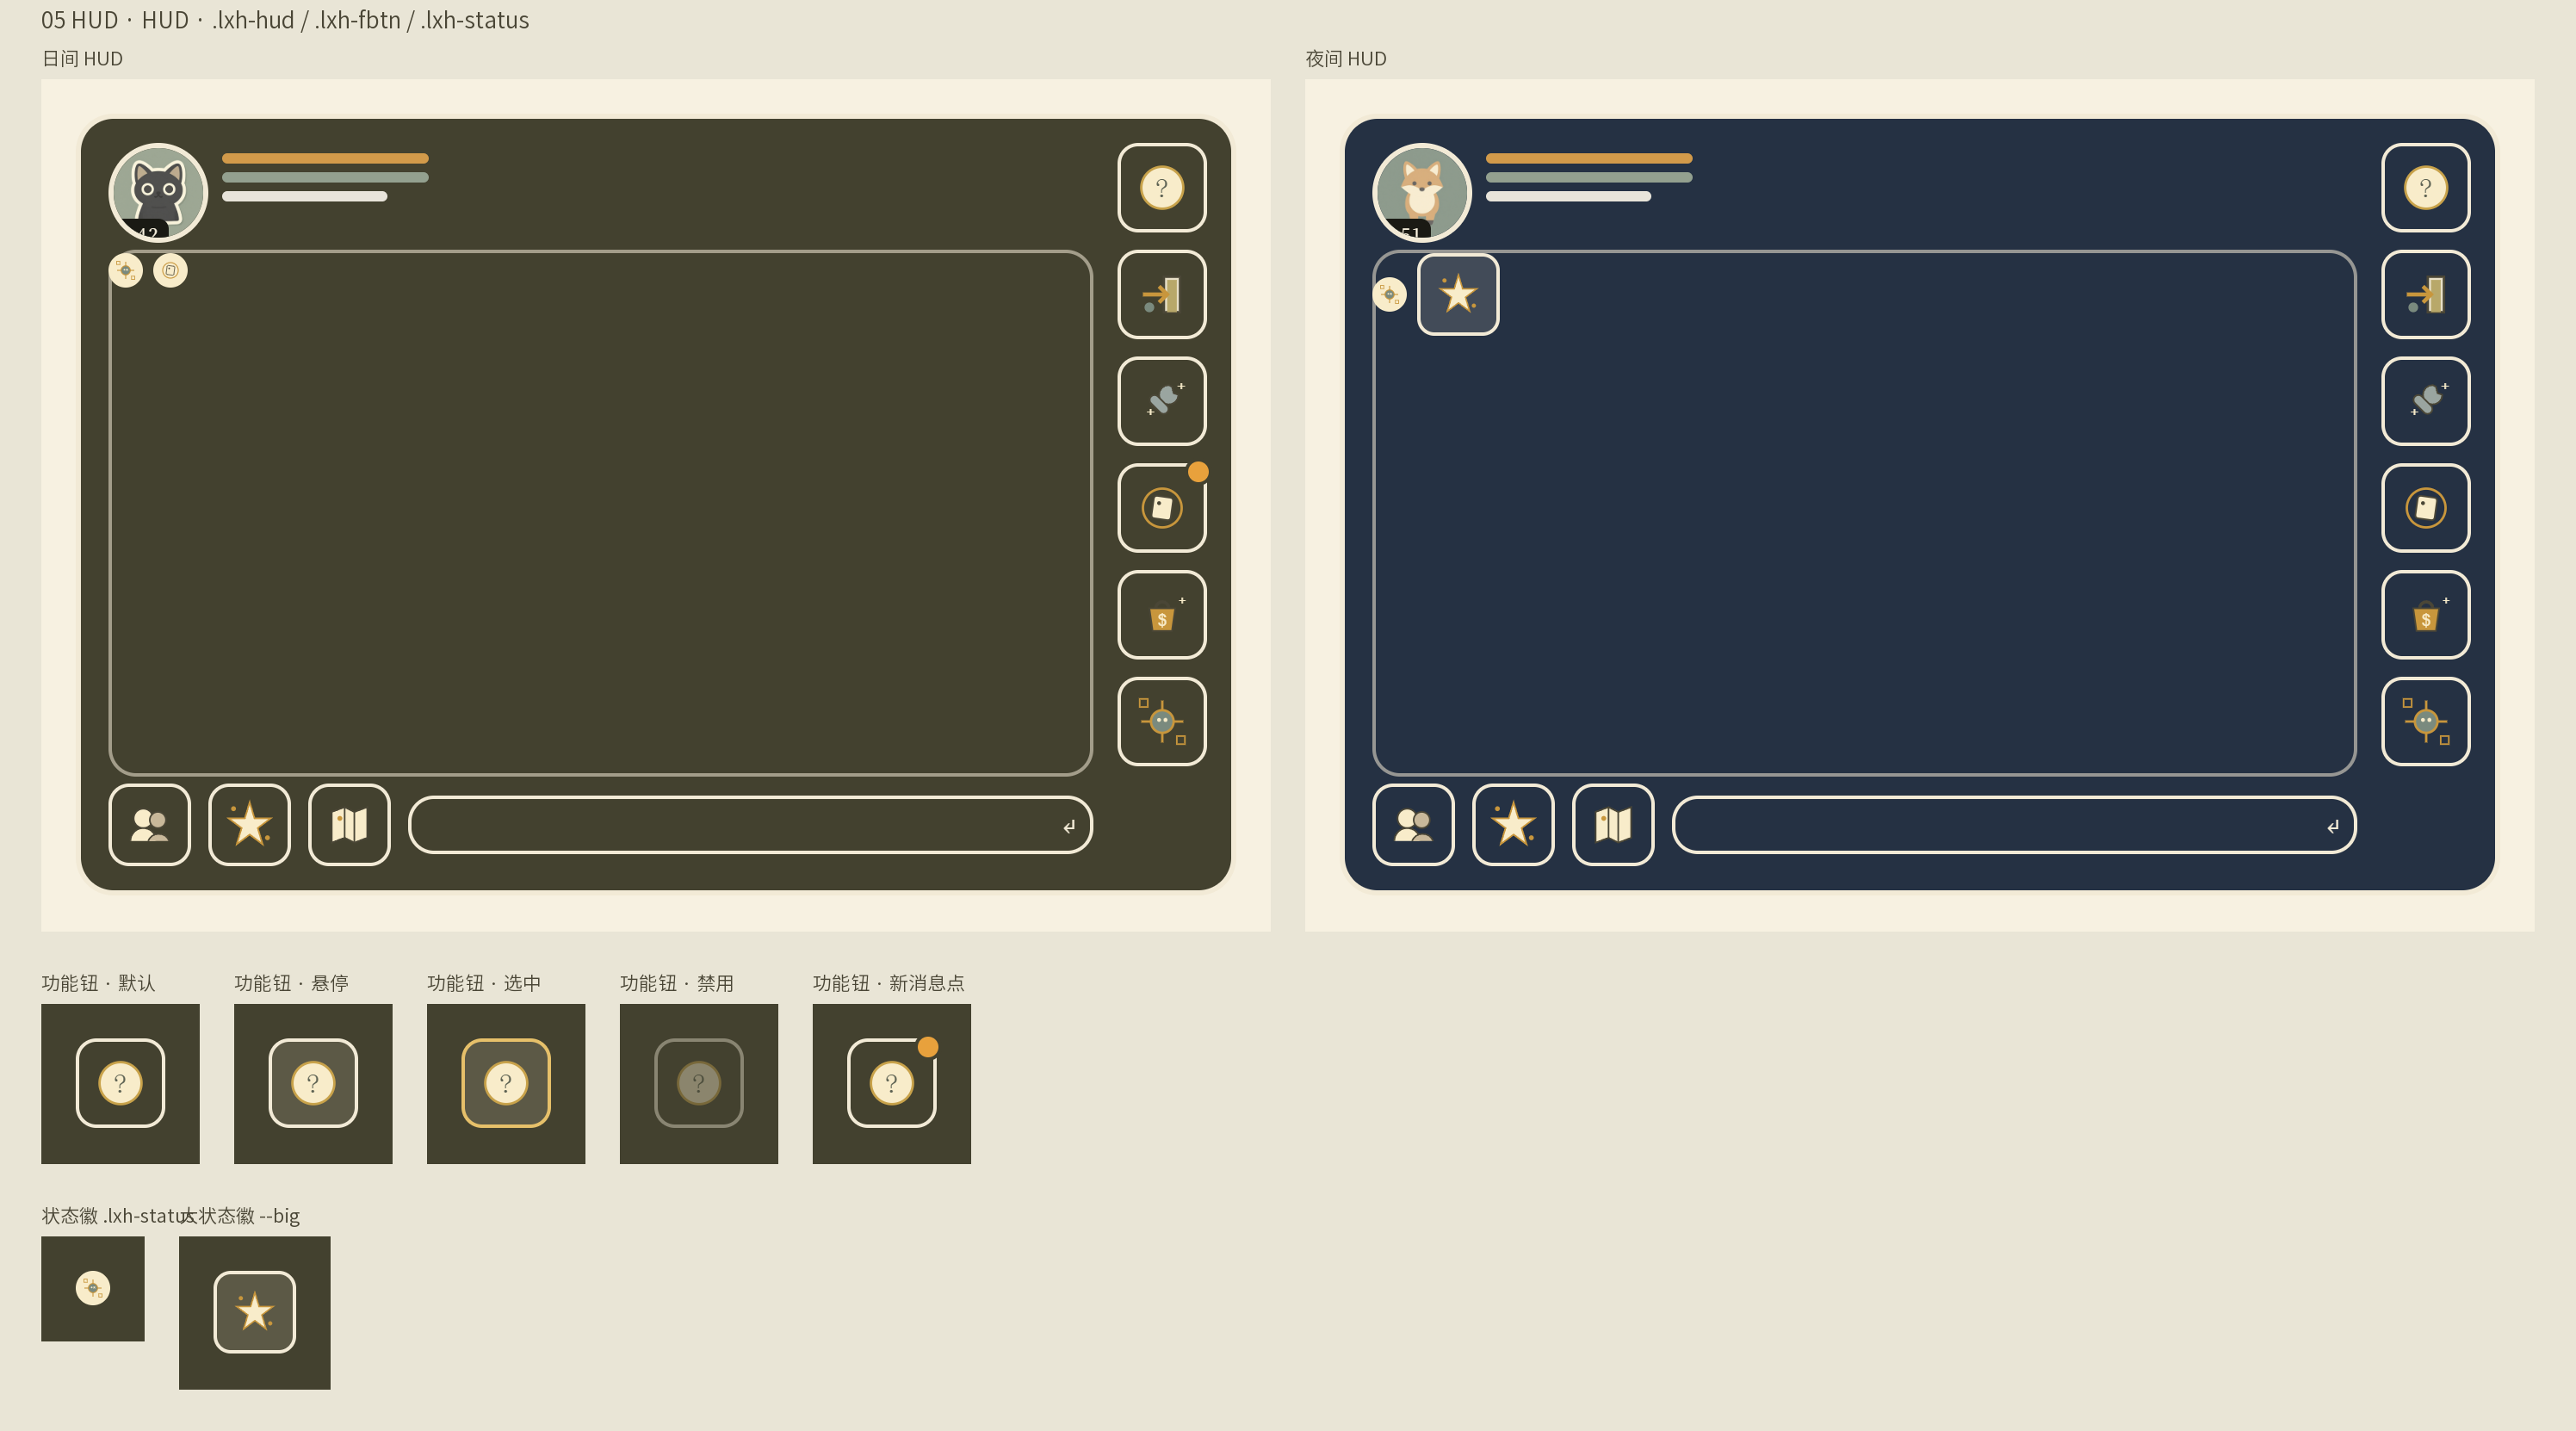 05 HUD · HUD · .lxh-hud / .lxh-fbtn / .lxh-status
日间 HUD
夜间 HUD
42
51
?
?
$
$
功能钮 · 默认
功能钮 · 悬停
功能钮 · 选中
功能钮 · 禁用
功能钮 · 新消息点
?
?
?
?
?
状态徽 .lxh-status
大状态徽 --big